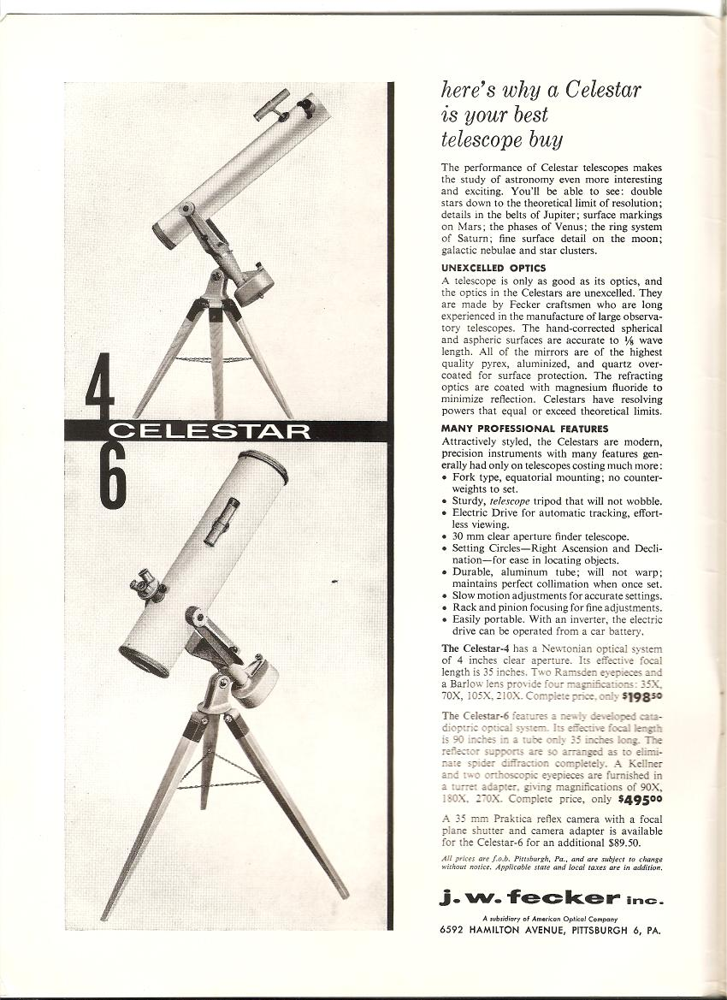 4
CELESTAR
6
here's why a Celestar
is your best
telescope buy
The performance of Celestar telescopes makes
the study of astronomy even more interesting
and exciting. You'll be able to see: double
stars down to the theoretical limit of resolution;
details in the belts of Jupiter; surface markings
on Mars; the phases of Venus; the ring system
of Saturn; fine surface detail on the moon;
galactic nebulae and star clusters.
UNEXCELLED OPTICS
A telescope is only as good as its optics, and
the optics in the Celestars are unexcelled. They
are made by Fecker craftsmen who are long
experienced in the manufacture of large observa-
tory telescopes. The hand-corrected spherical
and aspheric surfaces are accurate to ⅛ wave
length. All of the mirrors are of the highest
quality pyrex, aluminized, and quartz over-
coated for surface protection. The refracting
optics are coated with magnesium fluoride to
minimize reflection. Celestars have resolving
powers that equal or exceed theoretical limits.
MANY PROFESSIONAL FEATURES
Attractively styled, the Celestars are modern,
precision instruments with many features gen-
erally had only on telescopes costing much more:
• Fork type, equatorial mounting; no counter-
weights to set.
• Sturdy, telescope tripod that will not wobble.
• Electric Drive for automatic tracking, effort-
less viewing.
• 30 mm clear aperture finder telescope.
• Setting Circles—Right Ascension and Decli-
nation—for ease in locating objects.
• Durable, aluminum tube; will not warp;
maintains perfect collimation when once set.
• Slow motion adjustments for accurate settings.
• Rack and pinion focusing for fine adjustments.
• Easily portable. With an inverter, the electric
drive can be operated from a car battery.
The Celestar-4 has a Newtonian optical system
of 4 inches clear aperture. Its effective focal
length is 35 inches. Two Ramsden eyepieces and
a Barlow lens provide four magnifications: 35X,
70X, 105X, 210X. Complete price, only $198⁵⁰
The Celestar-6 features a newly developed cata-
dioptric optical system. Its effective focal length
is 90 inches in a tube only 35 inches long. The
reflector supports are so arranged as to elimi-
nate spider diffraction completely. A Kellner
and two orthoscopic eyepieces are furnished in
a turret adapter, giving magnifications of 90X,
180X, 270X. Complete price, only $495⁰⁰
A 35 mm Praktica reflex camera with a focal
plane shutter and camera adapter is available
for the Celestar-6 for an additional $89.50.
All prices are f.o.b. Pittsburgh, Pa., and are subject to change
without notice. Applicable state and local taxes are in addition.
j.w. fecker inc.
A subsidiary of American Optical Company
6592 HAMILTON AVENUE, PITTSBURGH 6, PA.